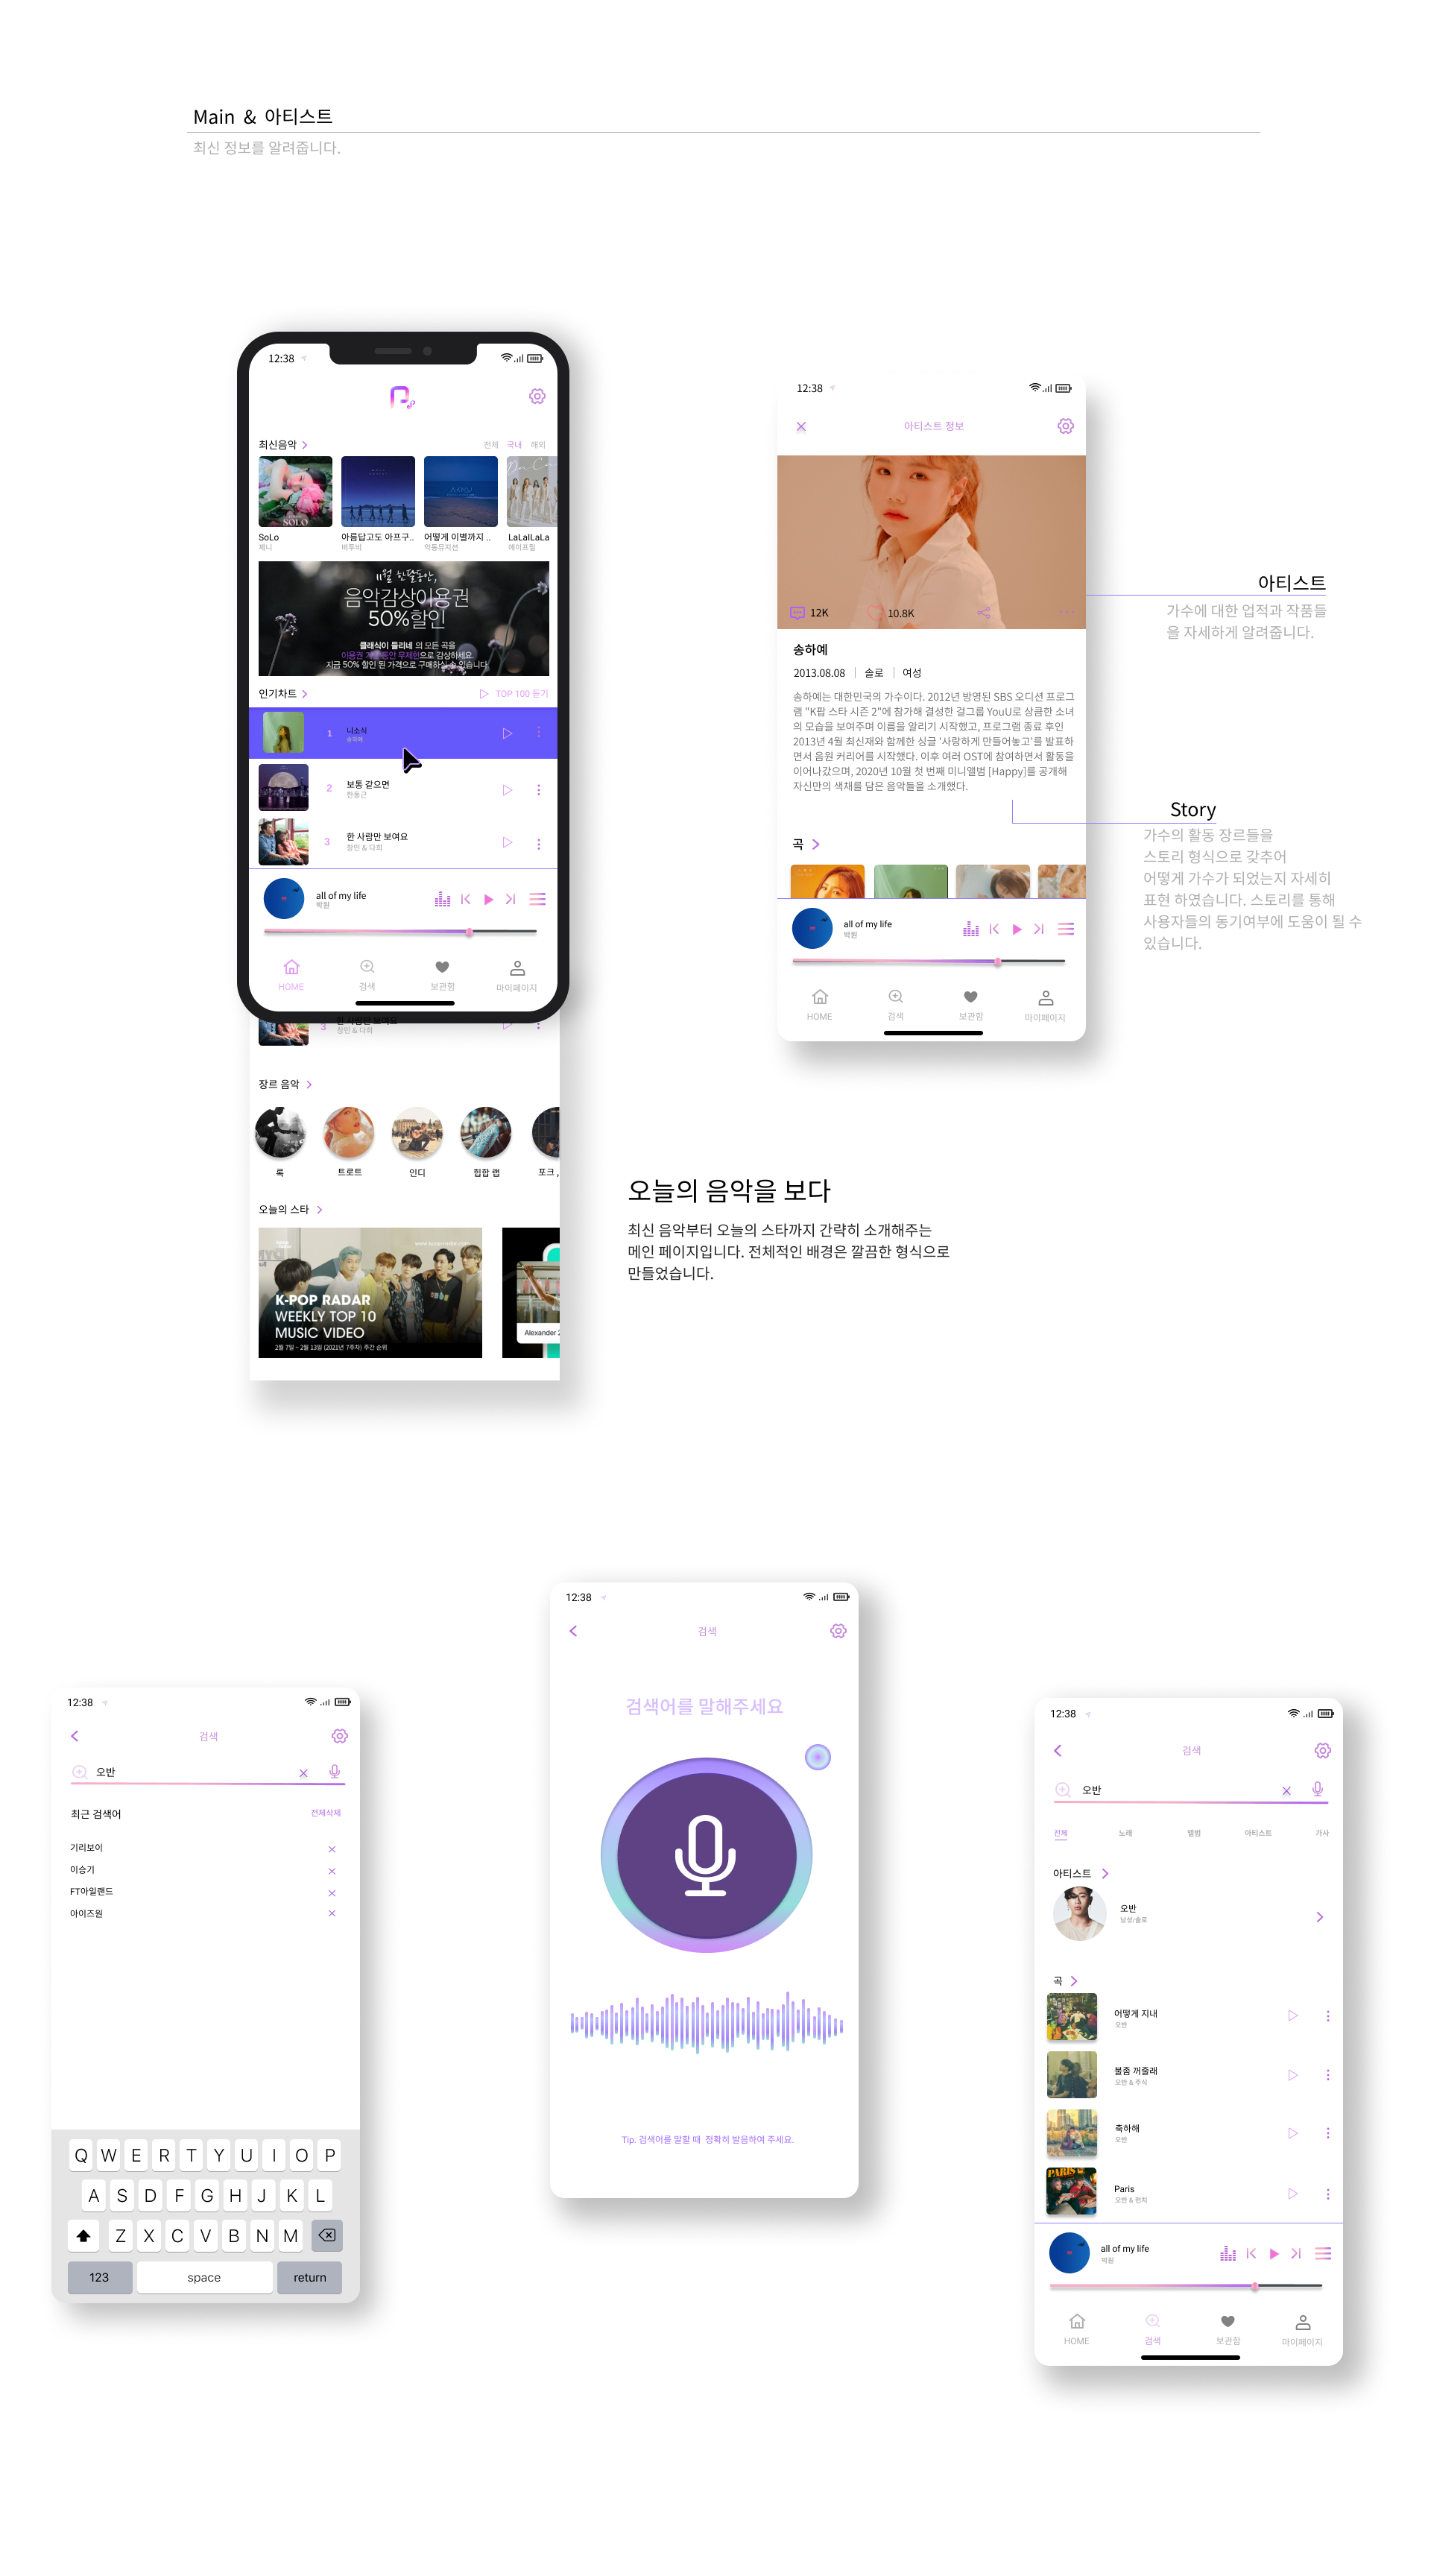 Main & 아티스트
최신 정보를 알려줍니다.
12:38
최신음악
전체 국내 해외
SOLO
SoLo
제니
아름답고도 아프구..
비투비
어떻게 이별까지 ..
악동뮤지션
LaLalLaLa
에이프릴
11월 한달동안,
음악감상이용권
50%할인
클래식이 들리네 의 모든 곡을
으로 감상하세요.
지금 50% 할인 된 가격으로 구매하실 수 있습니다.
인기차트
TOP 100 듣기
1 니소식
송하예
2 보통 같으면
한동근
3 한 사람만 보여요
장민 & 다희
all of my life
박원
HOME 검색 보관함 마이페이지
3 한 사람만 보여요
장민 & 다희
장르 음악
록 트로트 인디 힙합 랩 포크 ,
오늘의 스타
www.kpop-radar.com
K-POP RADAR
WEEKLY TOP 10
MUSIC VIDEO
2월 7일 ~ 2월 13일 (2021년 7주차) 주간 순위
Alexander 2
12:38
아티스트 정보
12K 10.8K
송하예
2013.08.08 | 솔로 | 여성
송하예는 대한민국의 가수이다. 2012년 방영된 SBS 오디션 프로그
램 "K팝 스타 시즌 2"에 참가해 결성한 걸그룹 YouU로 상큼한 소녀
의 모습을 보여주며 이름을 알리기 시작했고, 프로그램 종료 후인
2013년 4월 최신재와 함께한 싱글 '사랑하게 만들어놓고'를 발표하
면서 음원 커리어를 시작했다. 이후 여러 OST에 참여하면서 활동을
이어나갔으며, 2020년 10월 첫 번째 미니앨범 [Happy]를 공개해
자신만의 색채를 담은 음악들을 소개했다.
곡
all of my life
박원
HOME 검색 보관함 마이페이지
아티스트
가수에 대한 업적과 작품들
을 자세하게 알려줍니다.
Story
가수의 활동 장르들을
스토리 형식으로 갖추어
어떻게 가수가 되었는지 자세히
표현 하였습니다. 스토리를 통해
사용자들의 동기여부에 도움이 될 수
있습니다.
오늘의 음악을 보다
최신 음악부터 오늘의 스타까지 간략히 소개해주는
메인 페이지입니다. 전체적인 배경은 깔끔한 형식으로
만들었습니다.
12:38
검색
오반
최근 검색어
전체삭제
기리보이
이승기
FT아일랜드
아이즈원
Q W E R T Y U I O P
A S D F G H J K L
Z X C V B N M
123 space return
12:38
검색
검색어를 말해주세요
Tip. 검색어를 말할 때 정확히 발음하여 주세요.
12:38
검색
오반
전체 노래 앨범 아티스트 가사
아티스트
오반
남성/솔로
곡
어떻게 지내
오반
불좀 꺼줄래
오반 & 주식
축하해
오반
PARIS
Paris
오반 & 런치
all of my life
박원
HOME 검색 보관함 마이페이지